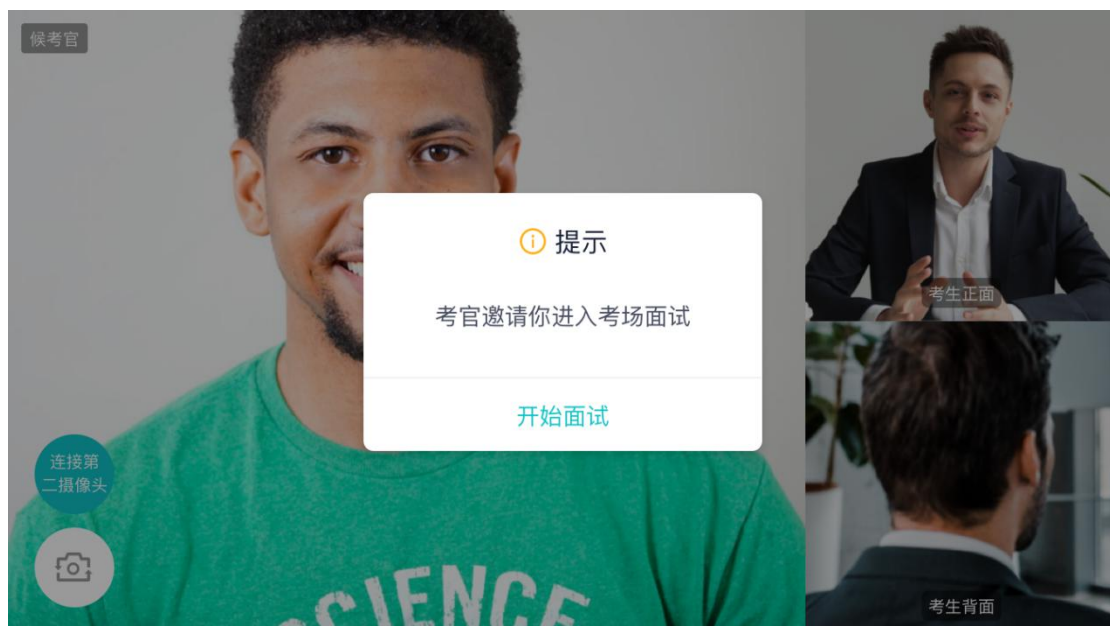 候考官
提示
考官邀请你进入考场面试
开始面试
考生正面
连接第
二摄像头
SCIENCE
考生背面